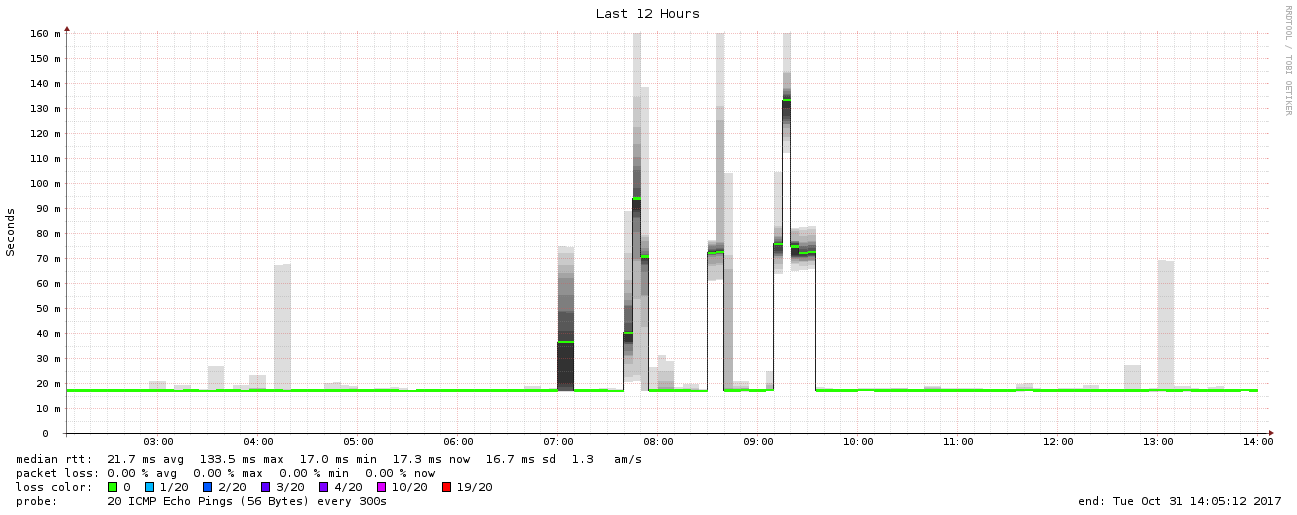 Last 12 Hours
RRDTOOL / TOBI OETIKER
Seconds
160 m
150 m
140 m
130 m
120 m
110 m
100 m
90 m
80 m
70 m
60 m
50 m
40 m
30 m
20 m
10 m
0
03:00 04:00 05:00 06:00 07:00 08:00 09:00 10:00 11:00 12:00 13:00 14:00
median rtt: 21.7 ms avg 133.5 ms max 17.0 ms min 17.3 ms now 16.7 ms sd 1.3 am/s
packet loss: 0.00 % avg 0.00 % max 0.00 % min 0.00 % now
loss color: 0 1/20 2/20 3/20 4/20 10/20 19/20
probe: 20 ICMP Echo Pings (56 Bytes) every 300s end: Tue Oct 31 14:05:12 2017